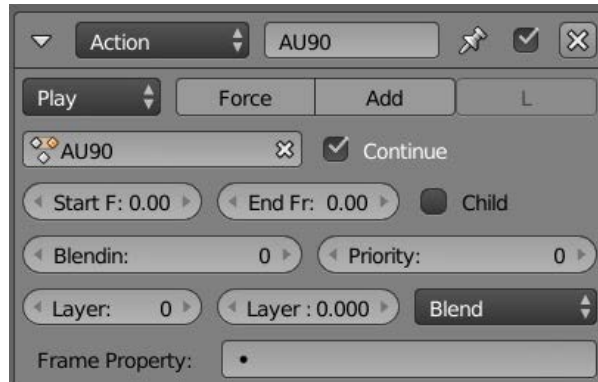 Action AU90
Play Force Add L
AU90 Continue
Start F: 0.00 End Fr: 0.00 Child
Blendin: 0 Priority: 0
Layer: 0 Layer : 0.000 Blend
Frame Property: